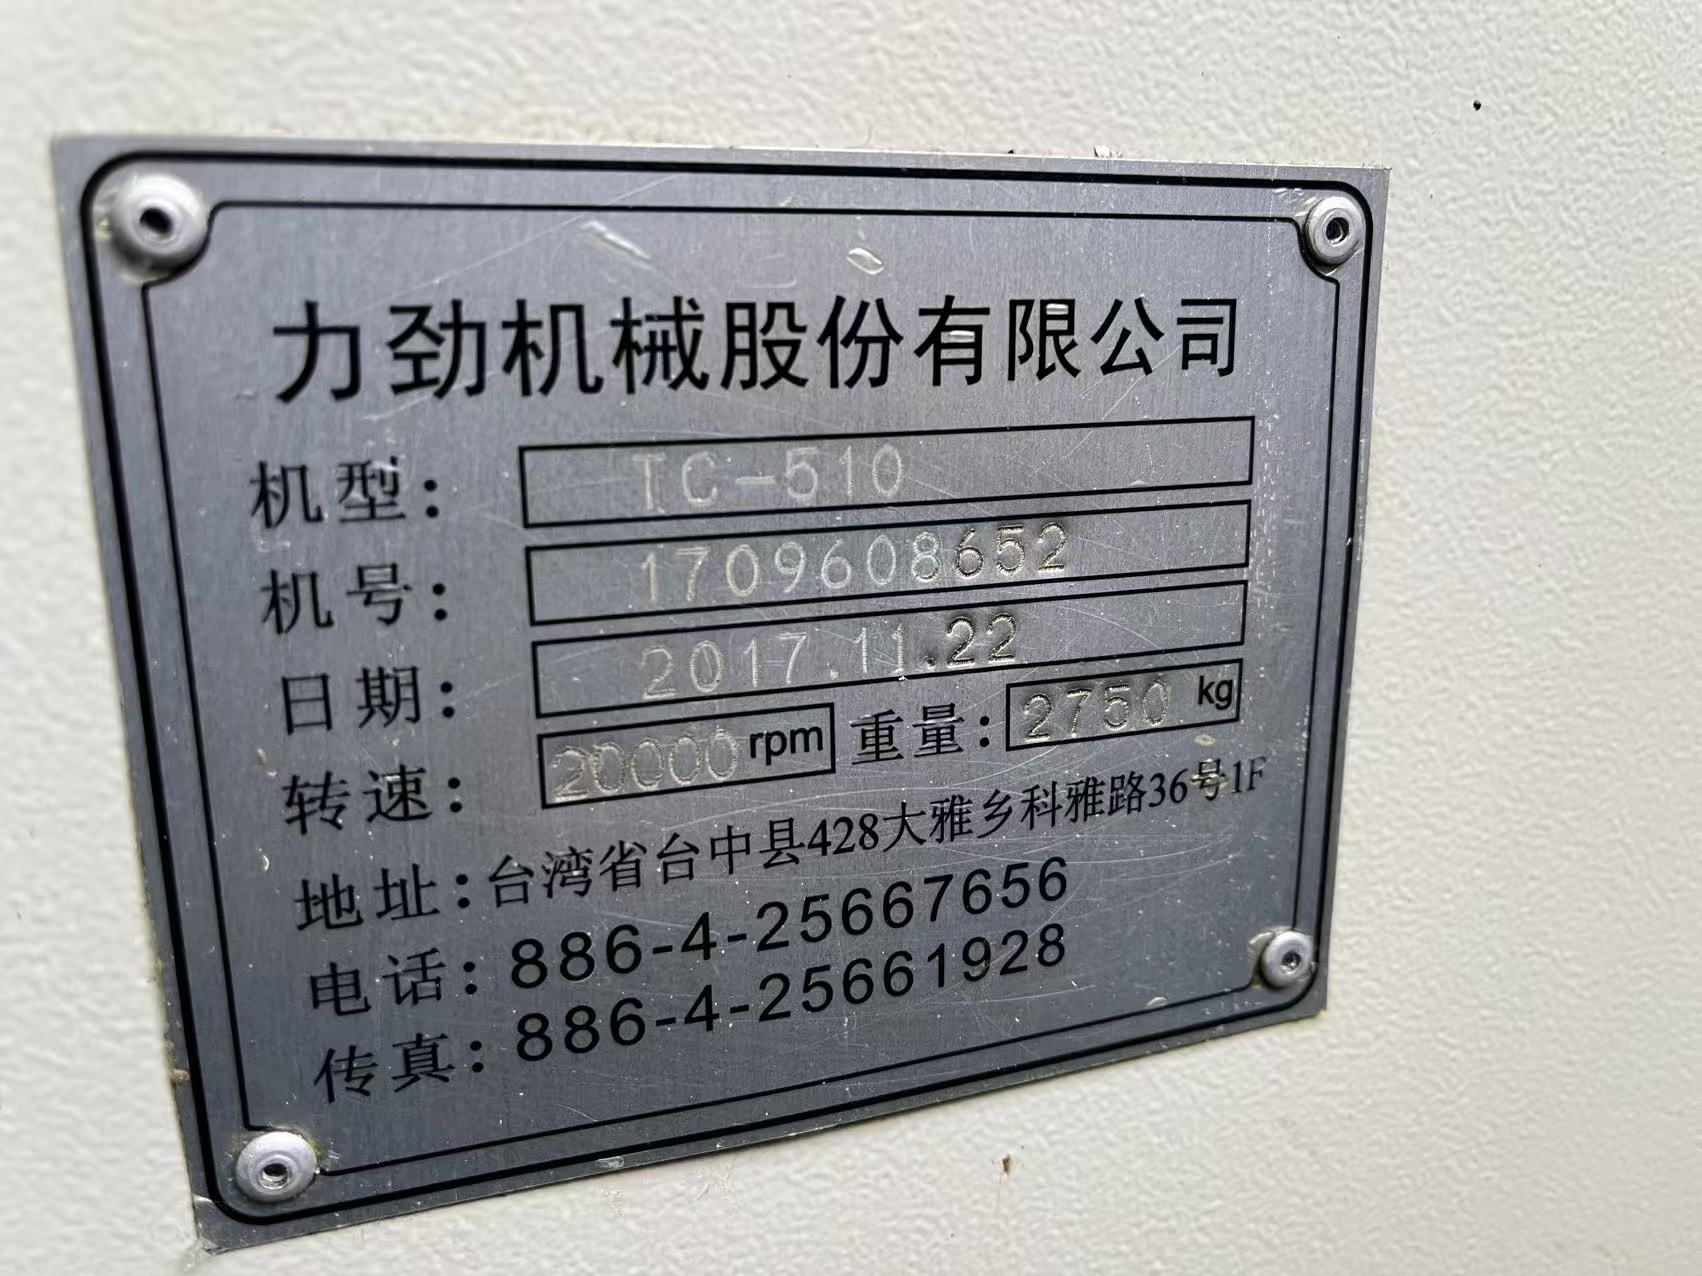 力劲机械股份有限公司
机型： TC-510
机号： 1709608652
日期： 2017.11.22
转速： 20000 rpm 重量： 2750 kg
地址：台湾省台中县428大雅乡科雅路36号1F
电话：886-4-25667656
传真：886-4-25661928